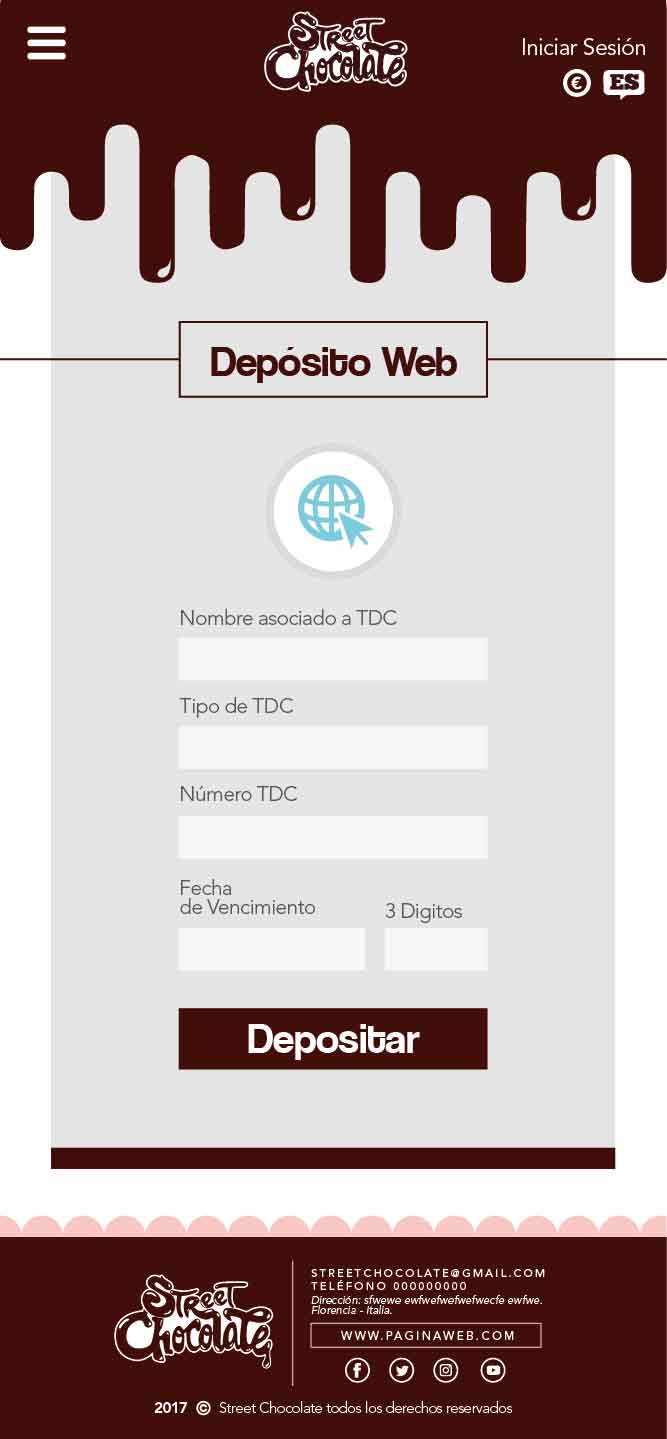 Street
Chocolate
Iniciar Sesión
€
ES
Depósito Web
Nombre asociado a TDC
Tipo de TDC
Número TDC
Fecha
de Vencimiento
3 Digitos
Depositar
Street
Chocolate
STREETCHOCOLATE@GMAIL.COM
TELÉFONO 000000000
Dirección: sfwewe ewfwefwefwefwecfe ewfwe.
Florencia - Italia.
WWW.PAGINAWEB.COM
2017 © Street Chocolate todos los derechos reservados